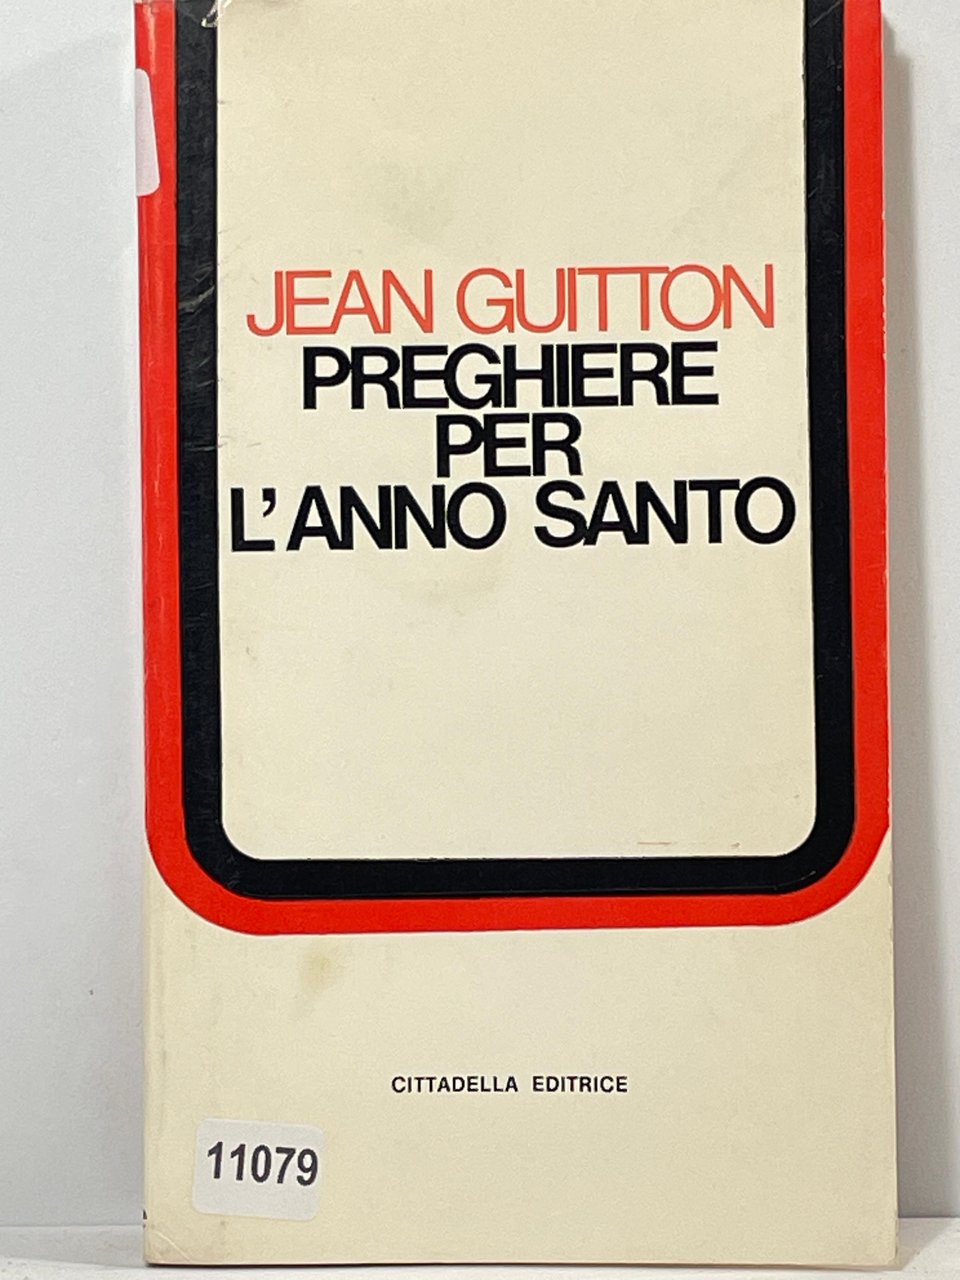 JEAN GUITTON
PREGHIERE
PER
L'ANNO SANTO
CITTADELLA EDITRICE
11079